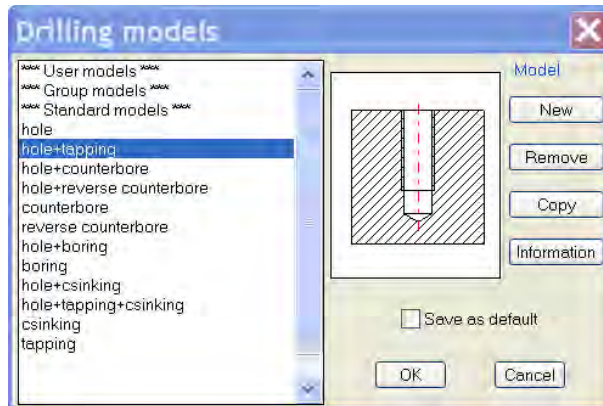 Drilling models
*** User models ***
*** Group models ***
*** Standard models ***
hole
hole+tapping
hole+counterbore
hole+reverse counterbore
counterbore
reverse counterbore
hole+boring
boring
hole+csinking
hole+tapping+csinking
csinking
tapping
Model
New
Remove
Copy
Information
Save as default
OK
Cancel